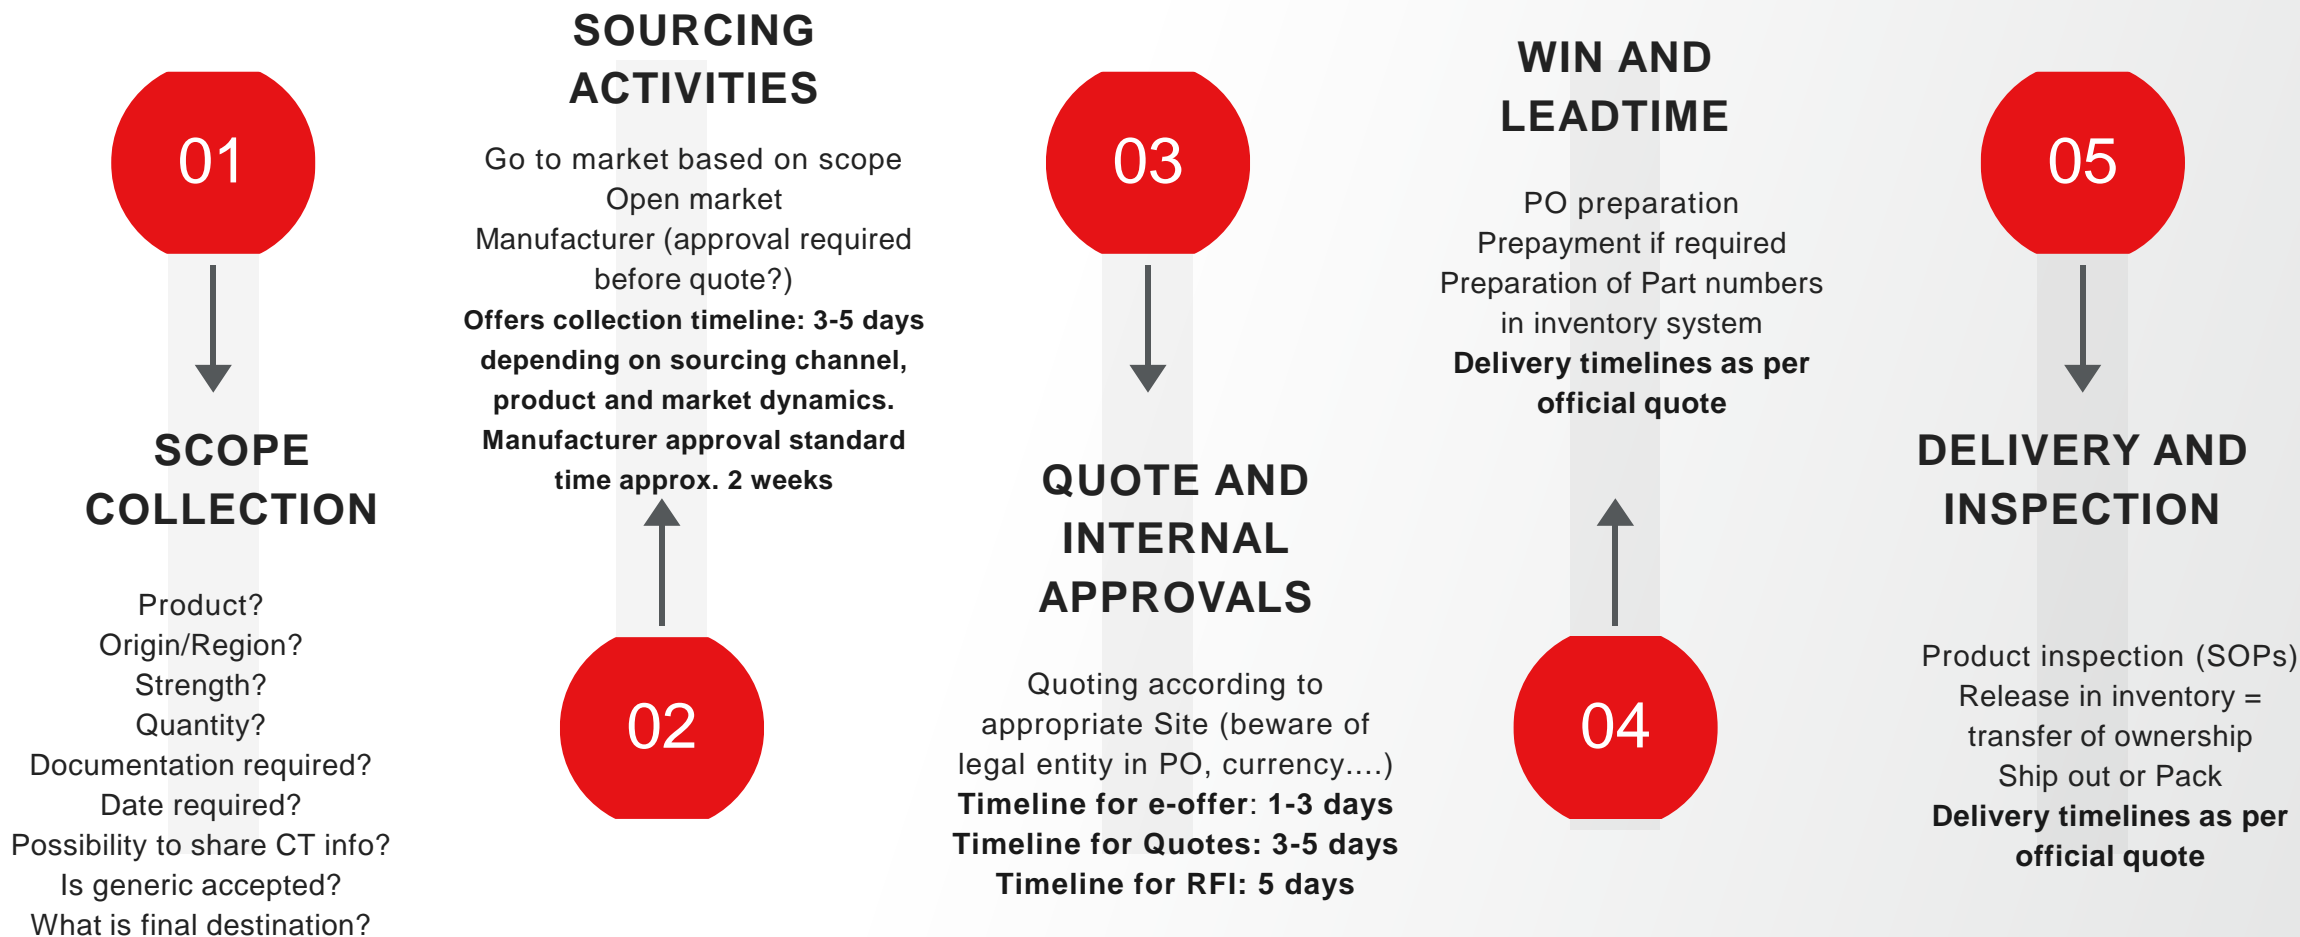 01
SCOPE
COLLECTION
Product?
Origin/Region?
Strength?
Quantity?
Documentation required?
Date required?
Possibility to share CT info?
Is generic accepted?
What is final destination?
SOURCING
ACTIVITIES
Go to market based on scope
Open market
Manufacturer (approval required
before quote?)
Offers collection timeline: 3-5 days
depending on sourcing channel,
product and market dynamics.
Manufacturer approval standard
time approx. 2 weeks
02
03
QUOTE AND
INTERNAL
APPROVALS
Quoting according to
appropriate Site (beware of
legal entity in PO, currency....)
Timeline for e-offer: 1-3 days
Timeline for Quotes: 3-5 days
Timeline for RFI: 5 days
WIN AND
LEADTIME
PO preparation
Prepayment if required
Preparation of Part numbers
in inventory system
Delivery timelines as per
official quote
04
05
DELIVERY AND
INSPECTION
Product inspection (SOPs)
Release in inventory =
transfer of ownership
Ship out or Pack
Delivery timelines as per
official quote